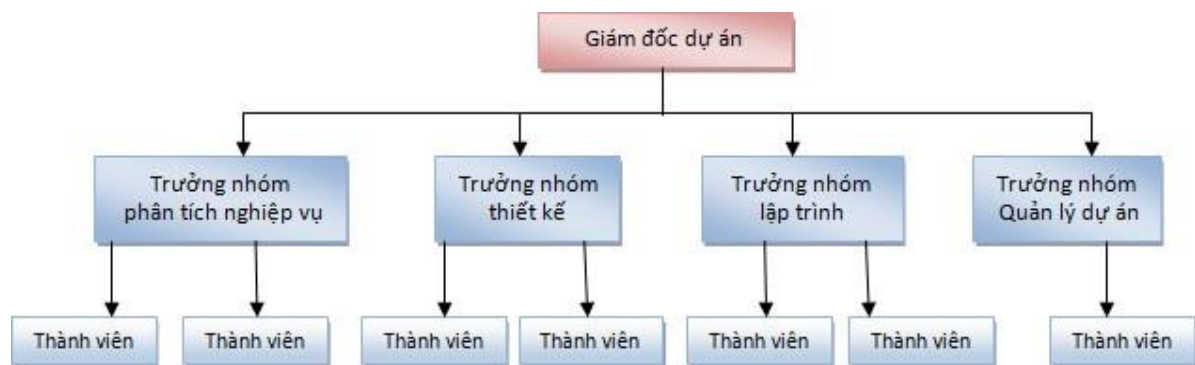 Giám đốc dự án
Trưởng nhóm
phân tích nghiệp vụ
Trưởng nhóm
thiết kế
Trưởng nhóm
lập trình
Trưởng nhóm
Quản lý dự án
Thành viên
Thành viên
Thành viên
Thành viên
Thành viên
Thành viên
Thành viên